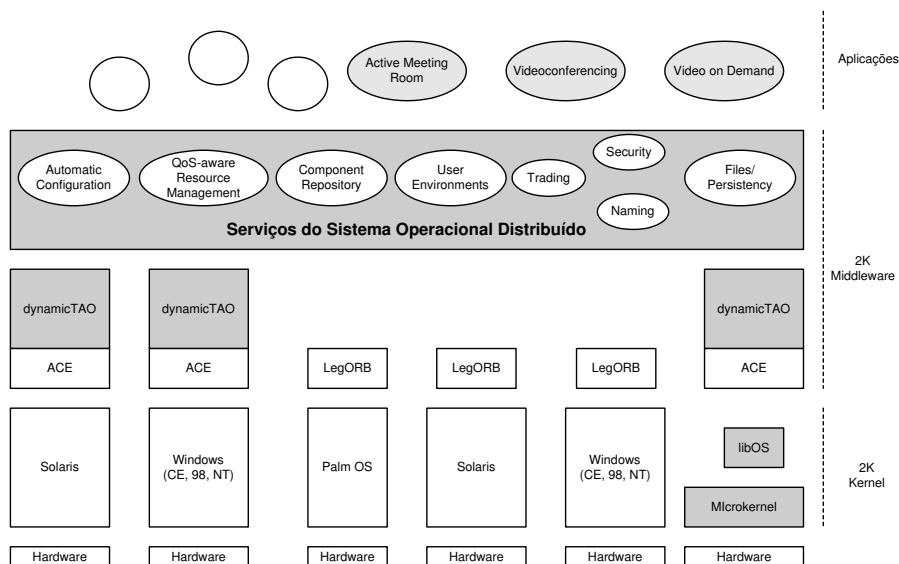 Active Meeting
Room
Videoconferencing
Video on Demand
Aplicações
Automatic
Configuration
QoS-aware
Resource
Management
Component
Repository
User
Environments
Trading
Security
Naming
Files/
Persistency
Serviços do Sistema Operacional Distribuído
2K
Middleware
dynamicTAO
dynamicTAO
dynamicTAO
ACE
ACE
LegORB
LegORB
LegORB
ACE
Solaris
Windows
(CE, 98, NT)
Palm OS
Solaris
Windows
(CE, 98, NT)
libOS
MIcrokernel
2K
Kernel
Hardware
Hardware
Hardware
Hardware
Hardware
Hardware